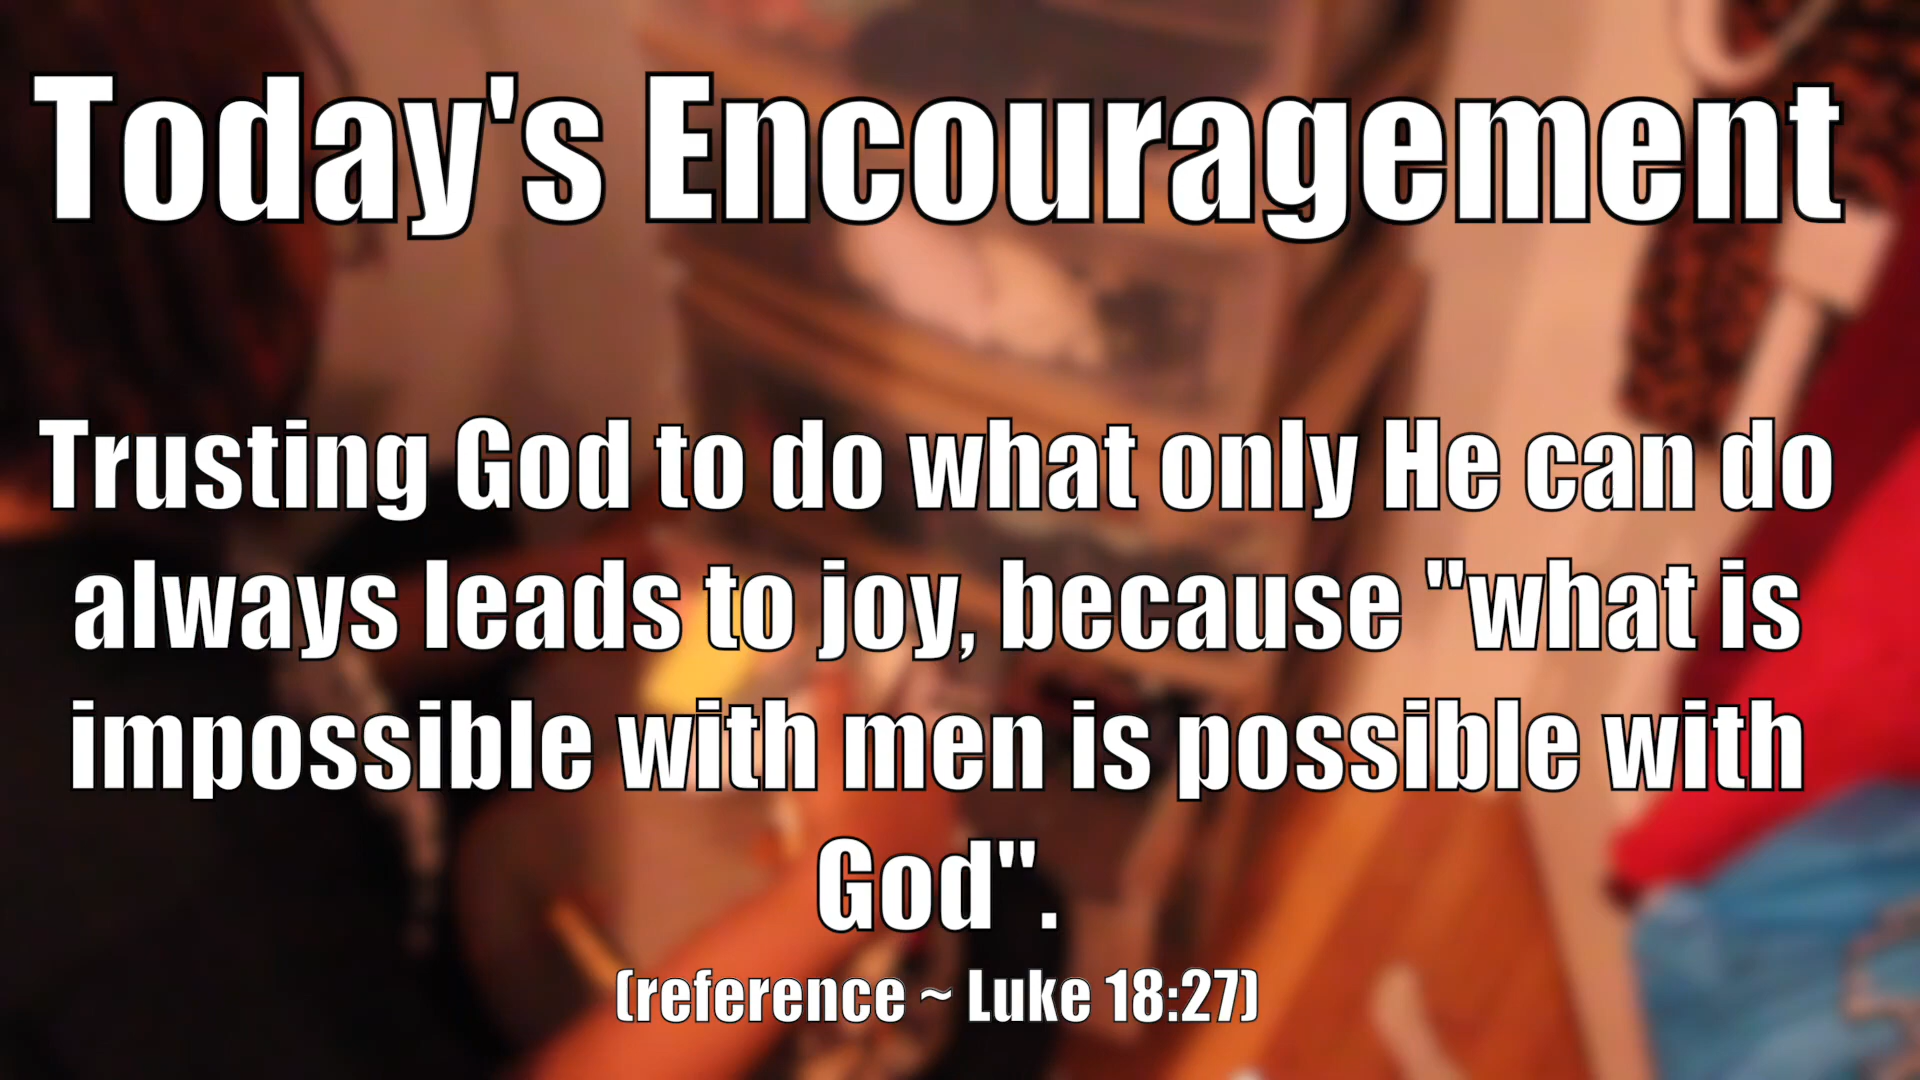 Today's Encouragement
Trusting God to do what only He can do
always leads to joy, because "what is
impossible with men is possible with
God".
(reference ~ Luke 18:27)